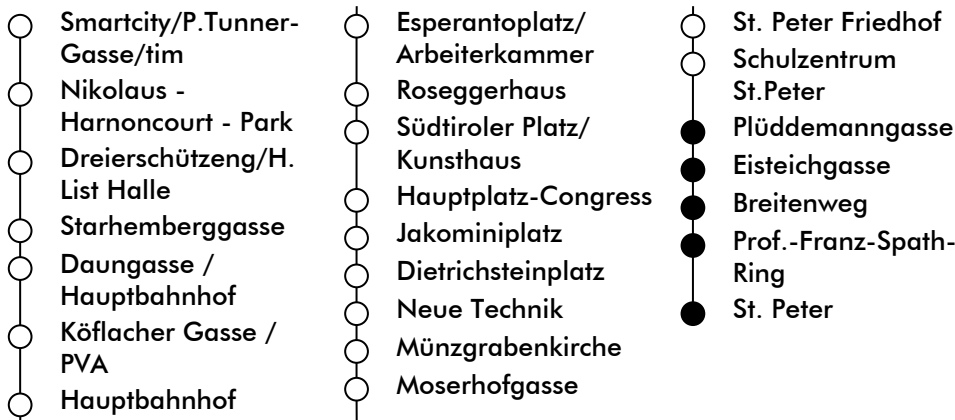 Smartcity/P.Tunner-
Gasse/tim
Nikolaus -
Harnoncourt - Park
Dreierschützeng/H.
List Halle
Starhemberggasse
Daungasse /
Hauptbahnhof
Köflacher Gasse /
PVA
Hauptbahnhof
Esperantoplatz/
Arbeiterkammer
Roseggerhaus
Südtiroler Platz/
Kunsthaus
Hauptplatz-Congress
Jakominiplatz
Dietrichsteinplatz
Neue Technik
Münzgrabenkirche
Moserhofgasse
St. Peter Friedhof
Schulzentrum
St.Peter
Plüddemanngasse
Eisteichgasse
Breitenweg
Prof.-Franz-Spath-
Ring
St. Peter